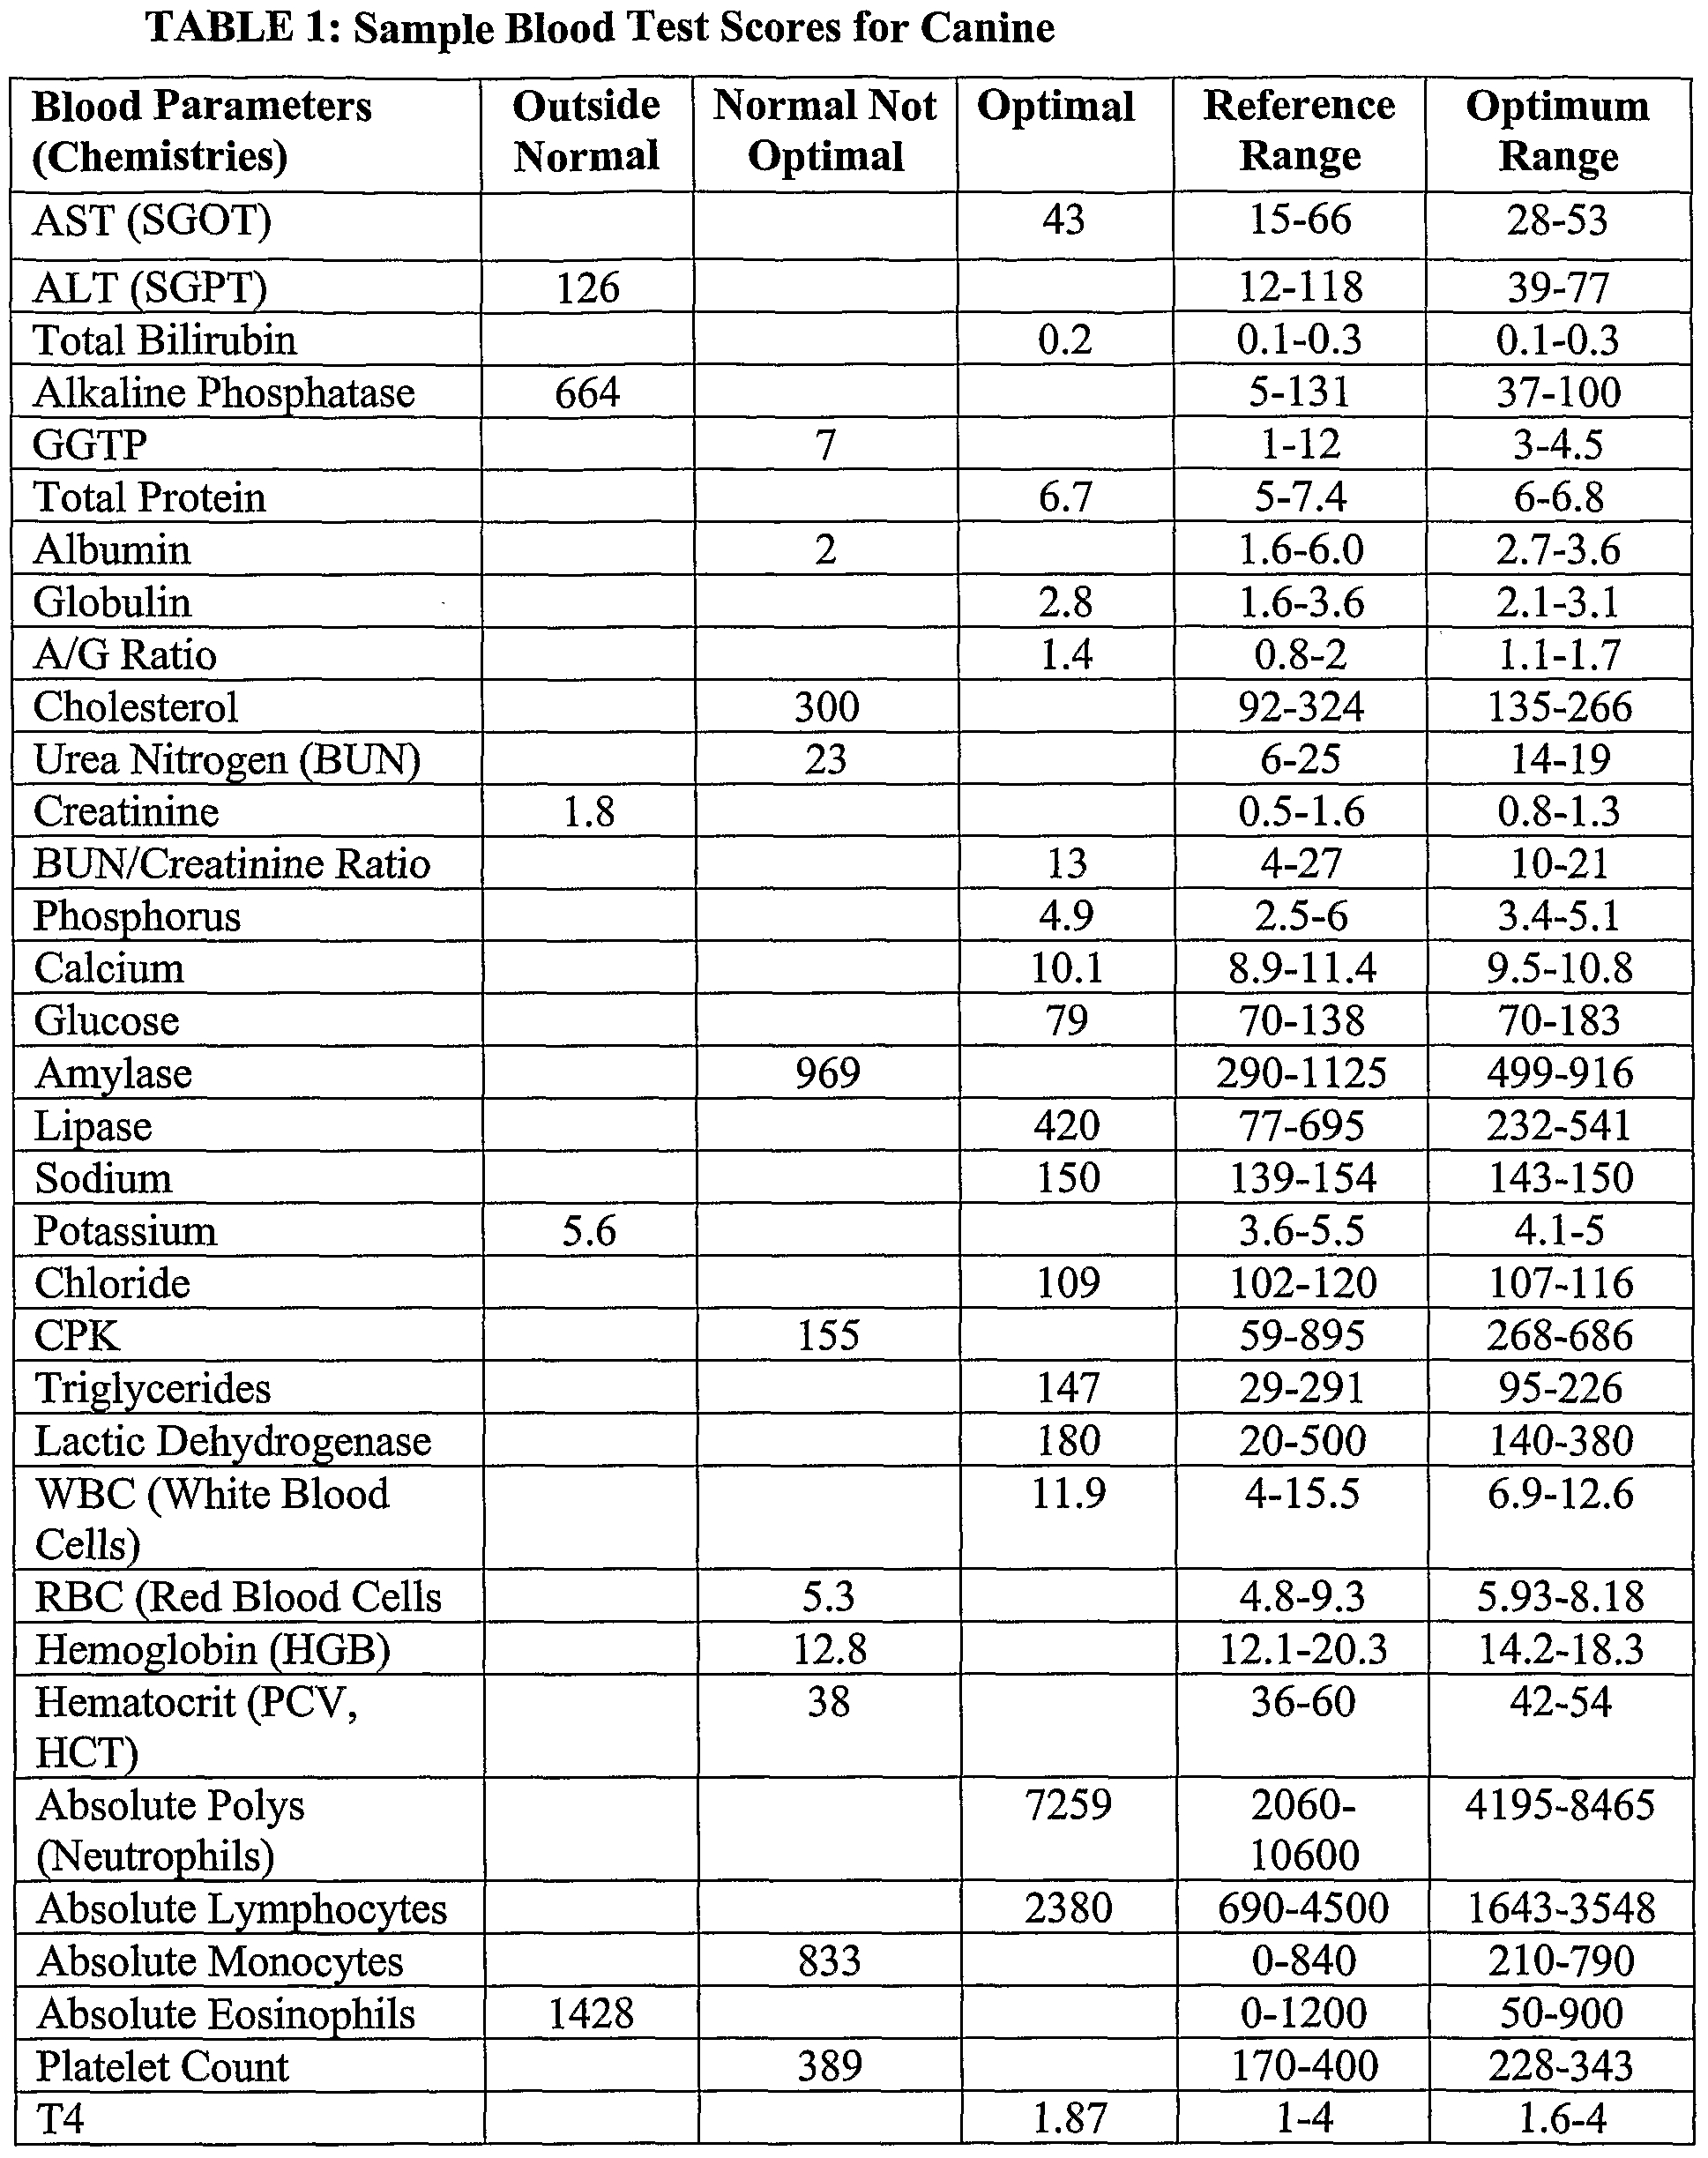 TABLE 1: Sample Blood Test Scores for Canine
Blood Parameters (Chemistries) Outside Normal Normal Not Optimal Optimal Reference Range Optimum Range
AST (SGOT) 43 15-66 28-53
ALT (SGPT) 126 12-118 39-77
Total Bilirubin 0.2 0.1-0.3 0.1-0.3
Alkaline Phosphatase 664 5-131 37-100
GGTP 7 1-12 3-4.5
Total Protein 6.7 5-7.4 6-6.8
Albumin 2 1.6-6.0 2.7-3.6
Globulin 2.8 1.6-3.6 2.1-3.1
A/G Ratio 1.4 0.8-2 1.1-1.7
Cholesterol 300 92-324 135-266
Urea Nitrogen (BUN) 23 6-25 14-19
Creatinine 1.8 0.5-1.6 0.8-1.3
BUN/Creatinine Ratio 13 4-27 10-21
Phosphorus 4.9 2.5-6 3.4-5.1
Calcium 10.1 8.9-11.4 9.5-10.8
Glucose 79 70-138 70-183
Amylase 969 290-1125 499-916
Lipase 420 77-695 232-541
Sodium 150 139-154 143-150
Potassium 5.6 3.6-5.5 4.1-5
Chloride 109 102-120 107-116
CPK 155 59-895 268-686
Triglycerides 147 29-291 95-226
Lactic Dehydrogenase 180 20-500 140-380
WBC (White Blood 11.9 4-15.5 6.9-12.6
Cells)
RBC (Red Blood Cells 5.3 4.8-9.3 5.93-8.18
Hemoglobin (HGB) 12.8 12.1-20.3 14.2-18.3
Hematocrit (PCV, 38 36-60 42-54
HCT)
Absolute Polys 7259 2060- 4195-8465
(Neutrophils) 10600
Absolute Lymphocytes 2380 690-4500 1643-3548
Absolute Monocytes 833 0-840 210-790
Absolute Eosinophils 1428 0-1200 50-900
Platelet Count 389 170-400 228-343
T4 1.87 1-4 1.6-4